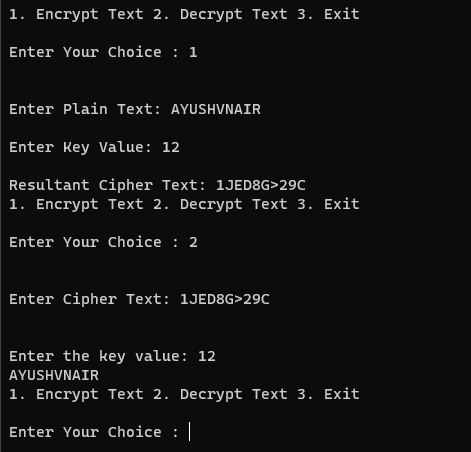 1. Encrypt Text 2. Decrypt Text 3. Exit
Enter Your Choice : 1
Enter Plain Text: AYUSHVNAIR
Enter Key Value: 12
Resultant Cipher Text: 1JED8G>29C
1. Encrypt Text 2. Decrypt Text 3. Exit
Enter Your Choice : 2
Enter Cipher Text: 1JED8G>29C
Enter the key value: 12
AYUSHVNAIR
1. Encrypt Text 2. Decrypt Text 3. Exit
Enter Your Choice :